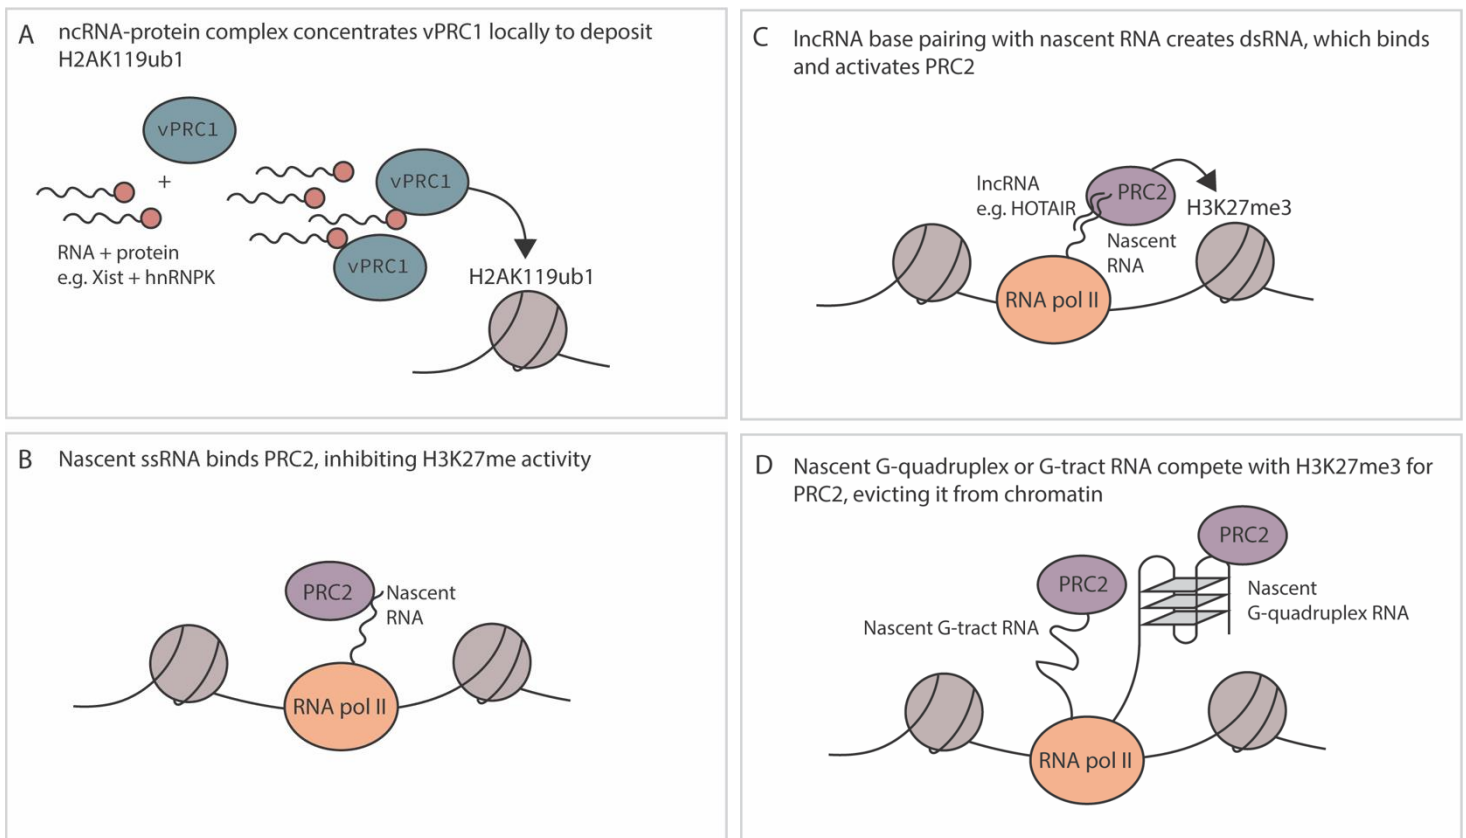 A
ncRNA-protein complex concentrates vPRC1 locally to deposit
H2AK119ub1
vPRC1
+
RNA + protein
e.g. Xist + hnRNPK
vPRC1
vPRC1
H2AK119ub1
B
Nascent ssRNA binds PRC2, inhibiting H3K27me activity
PRC2
Nascent
RNA
RNA pol II
C
lncRNA base pairing with nascent RNA creates dsRNA, which binds
and activates PRC2
lncRNA
e.g. HOTAIR
PRC2
H3K27me3
Nascent
RNA
RNA pol II
D
Nascent G-quadruplex or G-tract RNA compete with H3K27me3 for
PRC2, evicting it from chromatin
PRC2
PRC2
Nascent G-tract RNA
Nascent
G-quadruplex RNA
RNA pol II